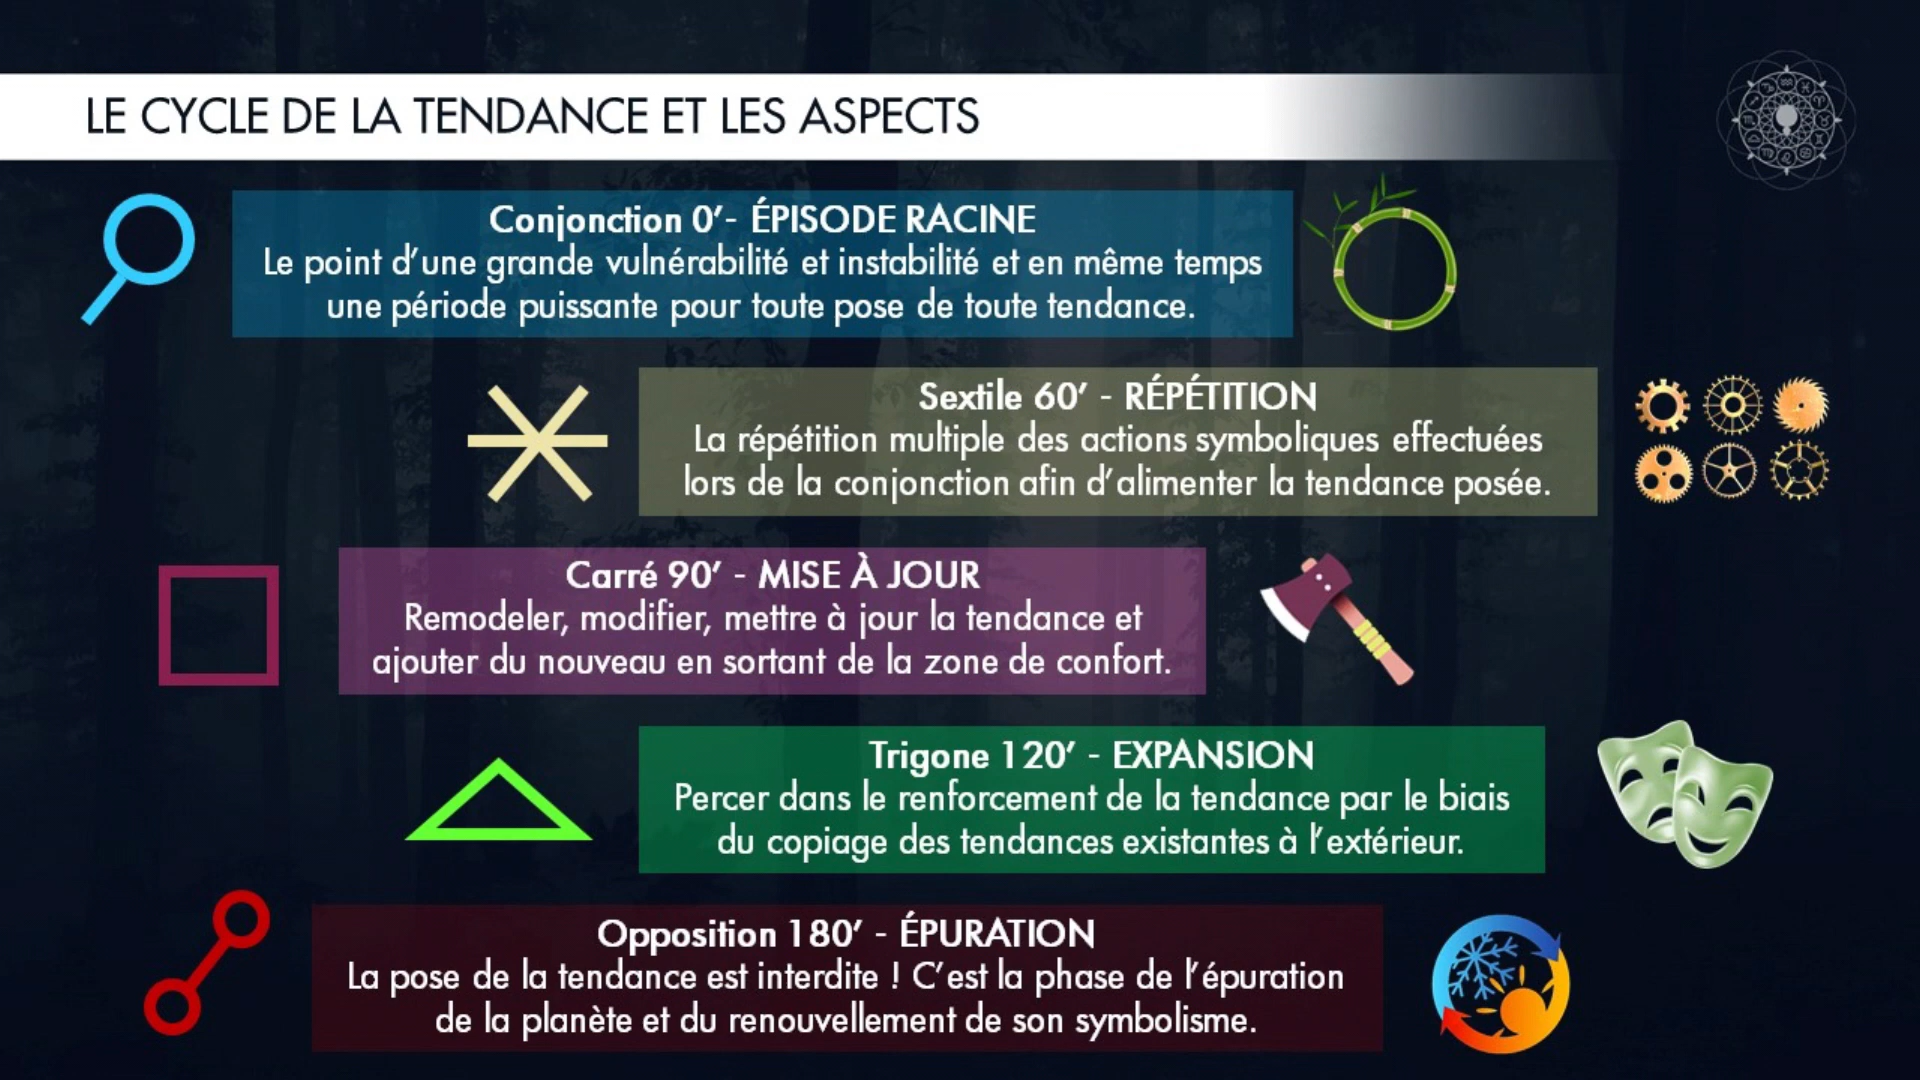 LE CYCLE DE LA TENDANCE ET LES ASPECTS
Conjonction 0’- ÉPISODE RACINE
Le point d’une grande vulnérabilité et instabilité et en même temps
une période puissante pour toute pose de toute tendance.
Sextile 60’ - RÉPÉTITION
La répétition multiple des actions symboliques effectuées
lors de la conjonction afin d’alimenter la tendance posée.
Carré 90’ - MISE À JOUR
Remodeler, modifier, mettre à jour la tendance et
ajouter du nouveau en sortant de la zone de confort.
Trigone 120’ - EXPANSION
Percer dans le renforcement de la tendance par le biais
du copiage des tendances existantes à l’extérieur.
Opposition 180’ - ÉPURATION
La pose de la tendance est interdite ! C’est la phase de l’épuration
de la planète et du renouvellement de son symbolisme.